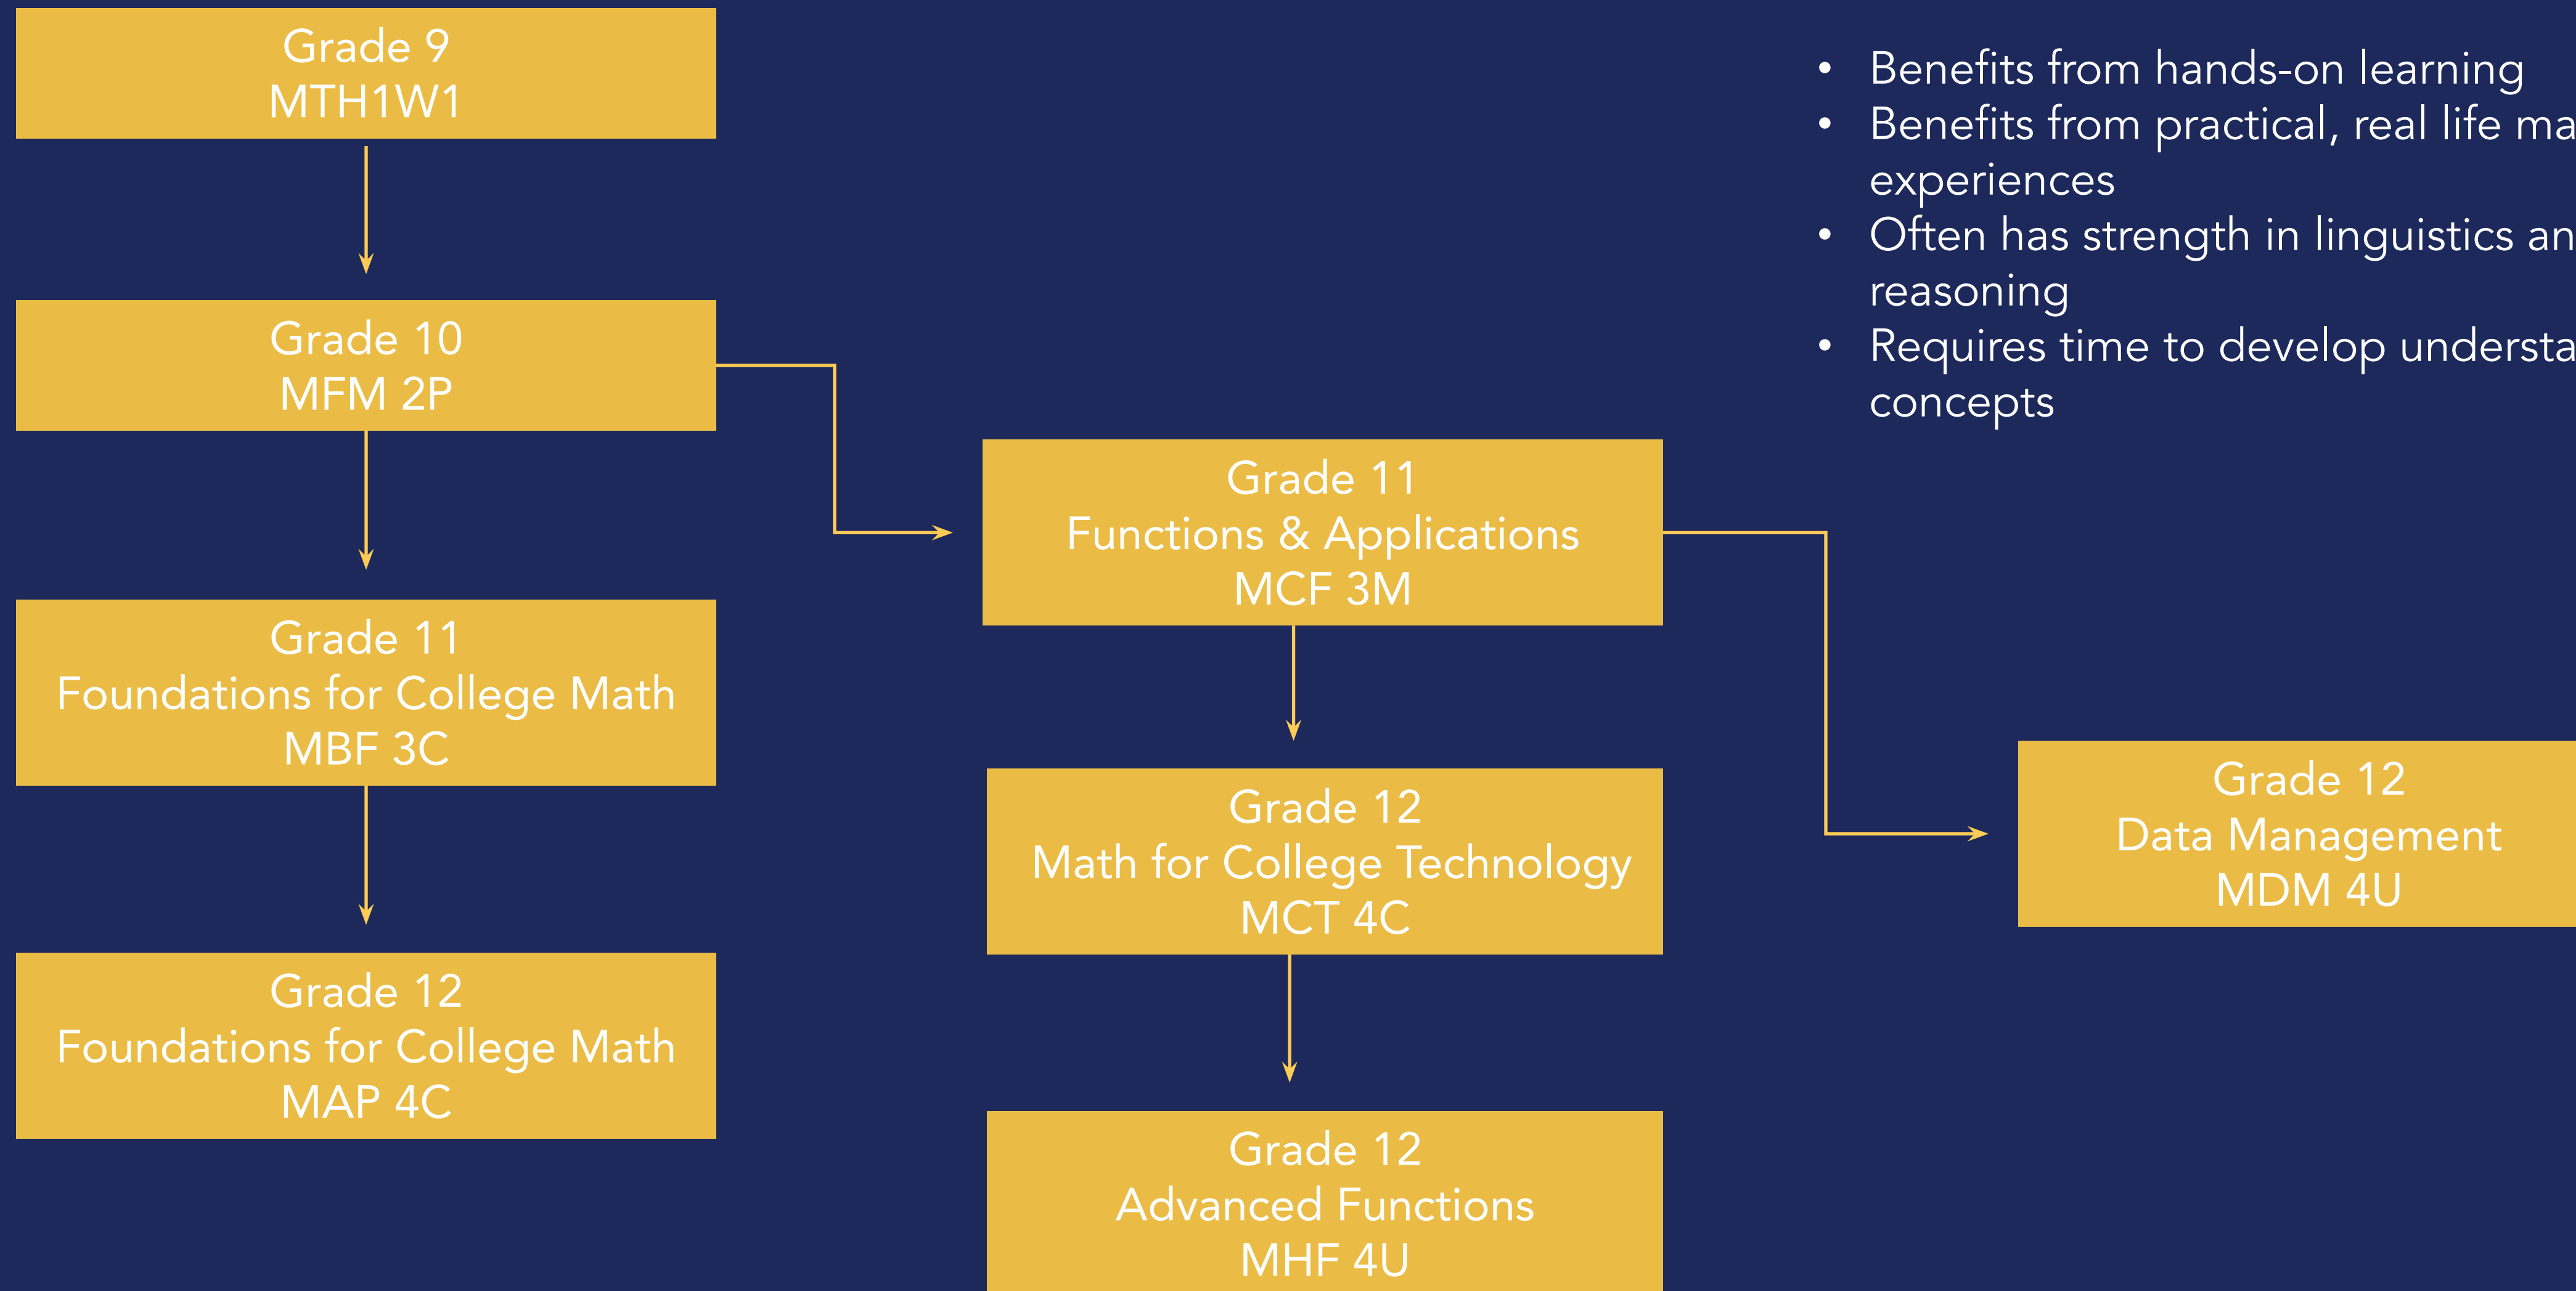 Grade 9
MTH1W1
Grade 10
MFM 2P
Grade 11
Foundations for College Math
MBF 3C
Grade 12
Foundations for College Math
MAP 4C
Grade 11
Functions & Applications
MCF 3M
Grade 12
Math for College Technology
MCT 4C
Grade 12
Advanced Functions
MHF 4U
• Benefits from hands-on learning
• Benefits from practical, real life
experiences
• Often has strength in linguistics
reasoning
• Requires time to develop
concepts
Grade 12
Data Management
MDM 4U